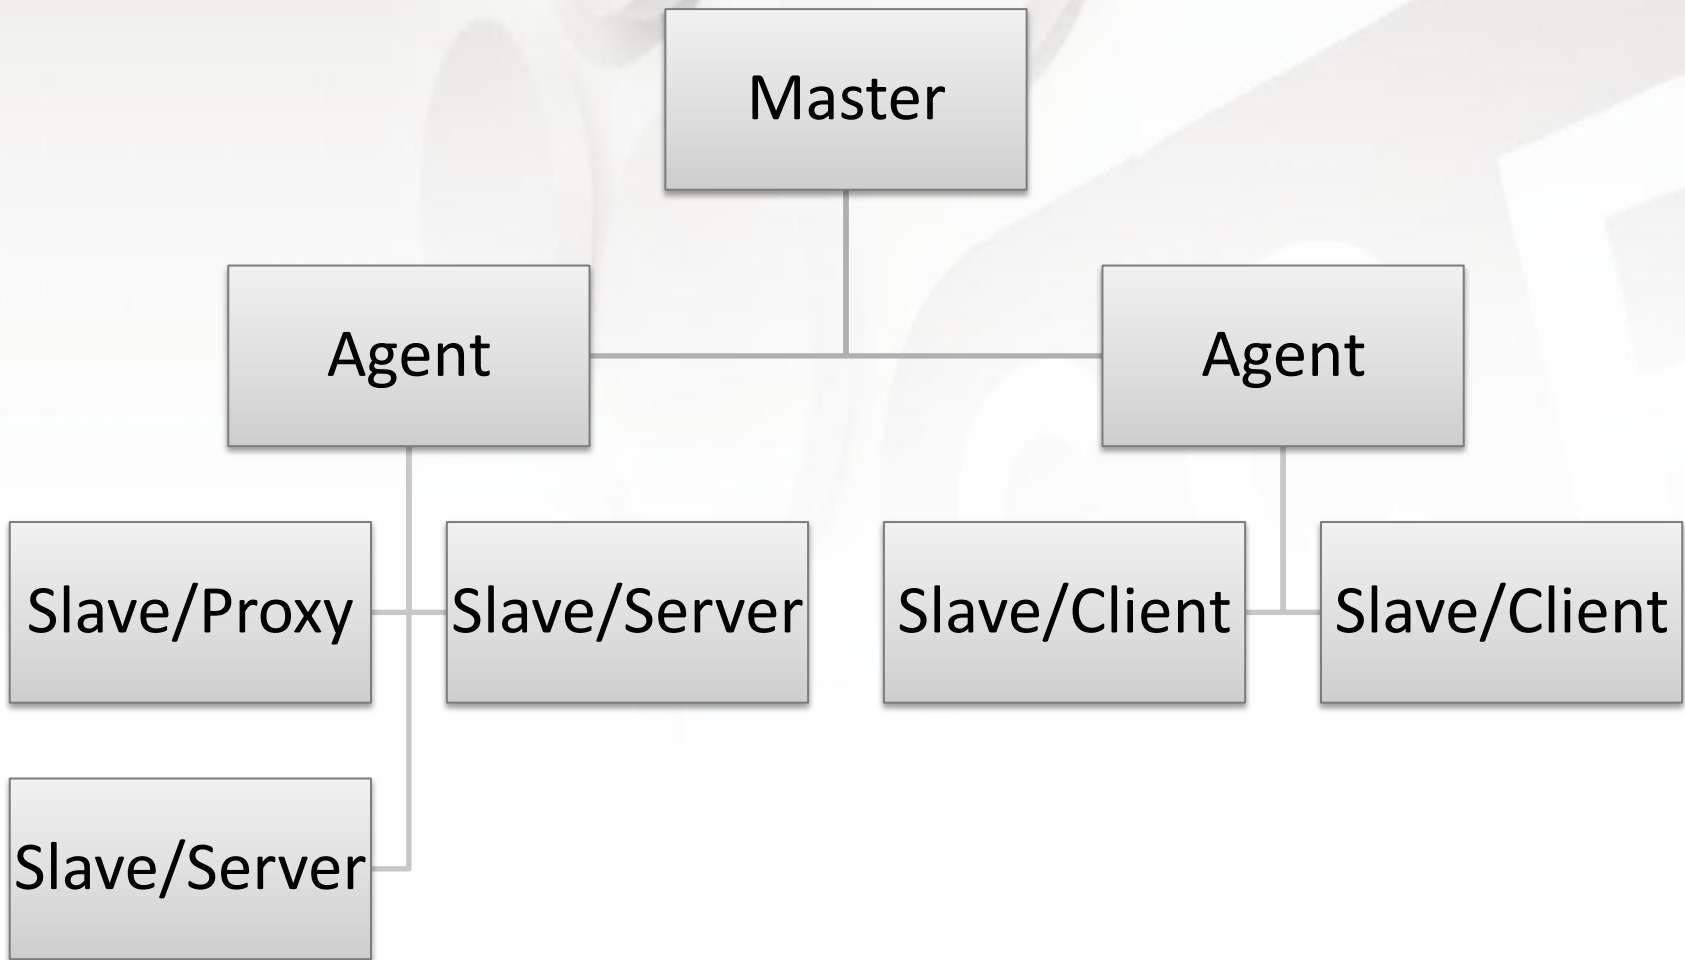 Master
Agent
Agent
Slave/Proxy
Slave/Server
Slave/Client
Slave/Client
Slave/Server